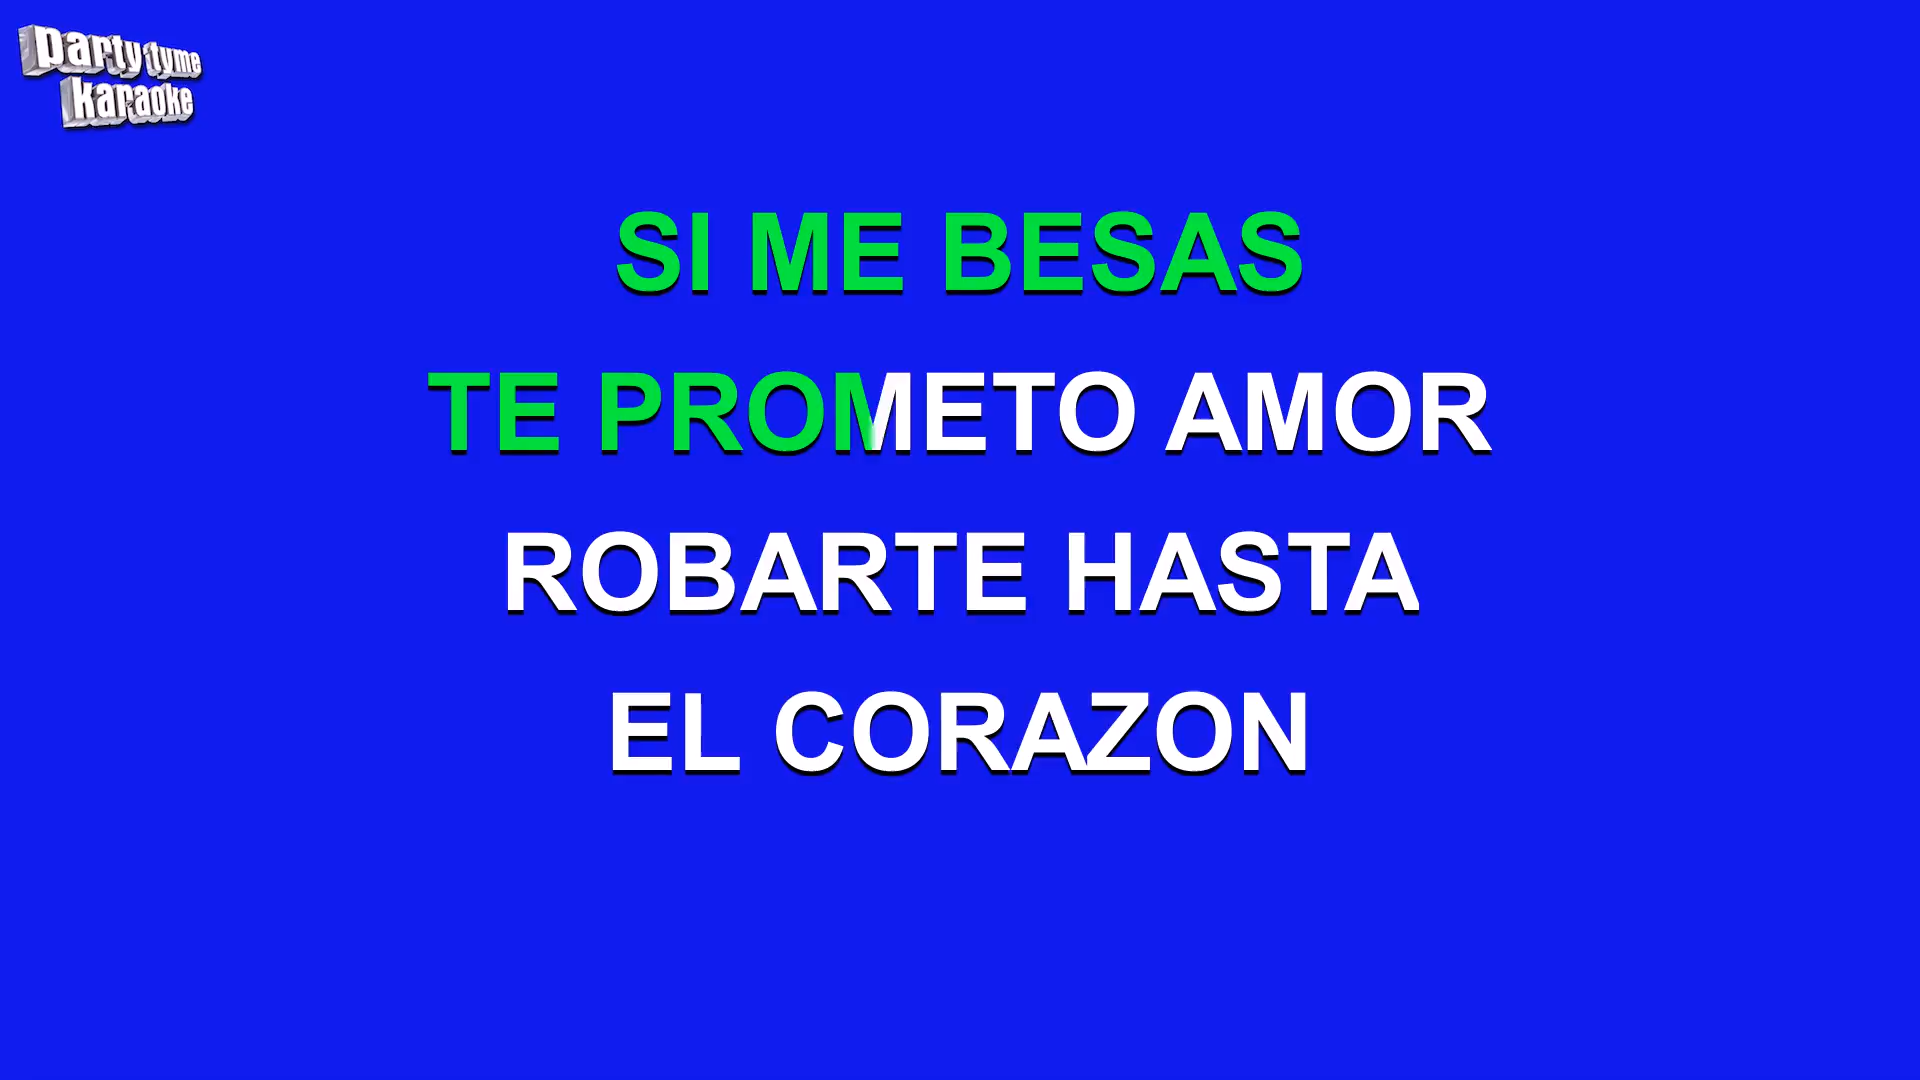 party tyme
karaoke
SI ME BESAS
TE PROMETO AMOR
ROBARTE HASTA
EL CORAZON